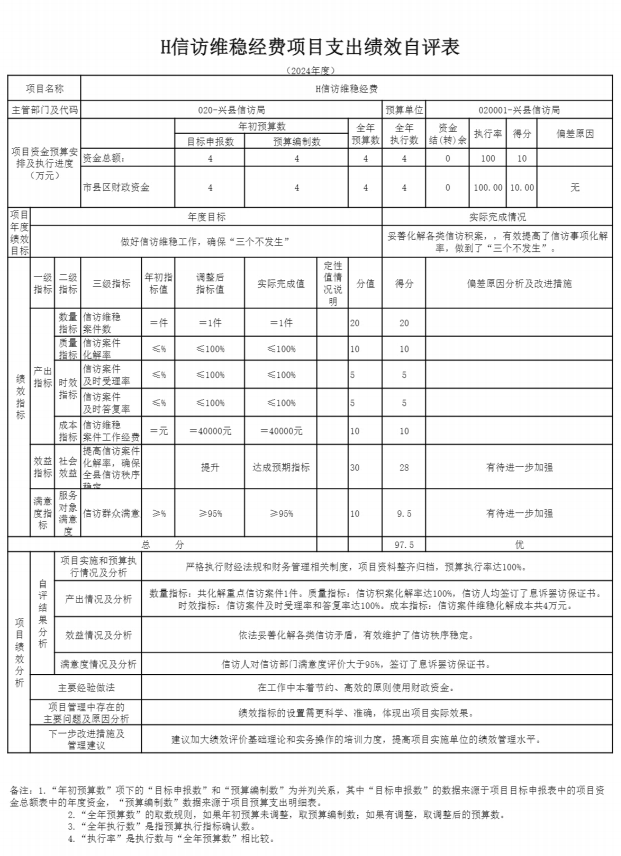 H信访维稳经费项目支出绩效自评表
（2024年度）
项目名称 H信访维稳经费
主管部门及代码 020-兴县信访局 预算单位 020001-兴县信访局
项目资金预算安排及执行进度（万元） 年初预算数 全年预算数 全年执行数 资金结(转)余 执行率 得分 偏差原因
目标申报数 预算编制数
资金总额： 4 4 4 4 0 100 10
市县区财政资金 4 4 4 4 0 100.00 10.00 无
项目年度绩效目标 年度目标 实际完成情况
做好信访维稳工作，确保“三个不发生” 妥善化解各类信访积案，，有效提高了信访事项化解率，做到了“三个不发生”。
绩效指标 一级指标 二级指标 三级指标 年初指标值 调整后指标值 实际完成值 定性值情况说明 分值 得分 偏差原因分析及改进措施
产出指标 数量指标 信访维稳案件数 ＝件 ＝1件 ＝1件 20 20
质量指标 信访案件化解率 ≤% ≤100% ≤100% 10 10
时效指标 信访案件及时受理率 ≤% ≤100% ≤100% 5 5
信访案件及时答复率 ≤% ≤100% ≤100% 5 5
成本指标 信访维稳案件工作经费 ＝元 ＝40000元 ＝40000元 10 10
效益指标 社会效益 提高信访案件化解率，确保全县信访秩序稳定 提升 达成预期指标 30 28 有待进一步加强
满意度指标 服务对象满意度 信访群众满意 ≥% ≥95% ≥95% 10 9.5 有待进一步加强
总 分 97.5 优
项目绩效分析 自评结果分析 项目实施和预算执行情况及分析 严格执行财经法规和财务管理相关制度，项目资料整齐归档，预算执行率达100%。
产出情况及分析 数量指标：共化解重点信访案件1件。质量指标：信访积案化解率达100%，信访人均签订了息诉罢访保证书。
时效指标：信访案件及时受理率和答复率达100%。成本指标：信访案件维稳化解成本共4万元。
效益情况及分析 依法妥善化解各类信访矛盾，有效维护了信访秩序稳定。
满意度情况及分析 信访人对信访部门满意度评价大于95%，签订了息诉罢访保证书。
主要经验做法 在工作中本着节约、高效的原则使用财政资金。
项目管理中存在的主要问题及原因分析 绩效指标的设置需更科学、准确，体现出项目实际效果。
下一步改进措施及管理建议 建议加大绩效评价基础理论和实务操作的培训力度，提高项目实施单位的绩效管理水平。
备注：1.“年初预算数”项下的“目标申报数”和“预算编制数”为并列关系，其中“目标申报数”的数据来源于项目目标申报表中的项目资
金总额表中的年度资金，“预算编制数”数据来源于项目预算支出明细表。
2.“全年预算数”的取数规则，如果年初预算未调整，取预算编制数；如果有调整，取调整后的预算数。
3.“全年执行数”是指预算执行指标确认数。
4.“执行率”是执行数与“全年预算数”相比较。